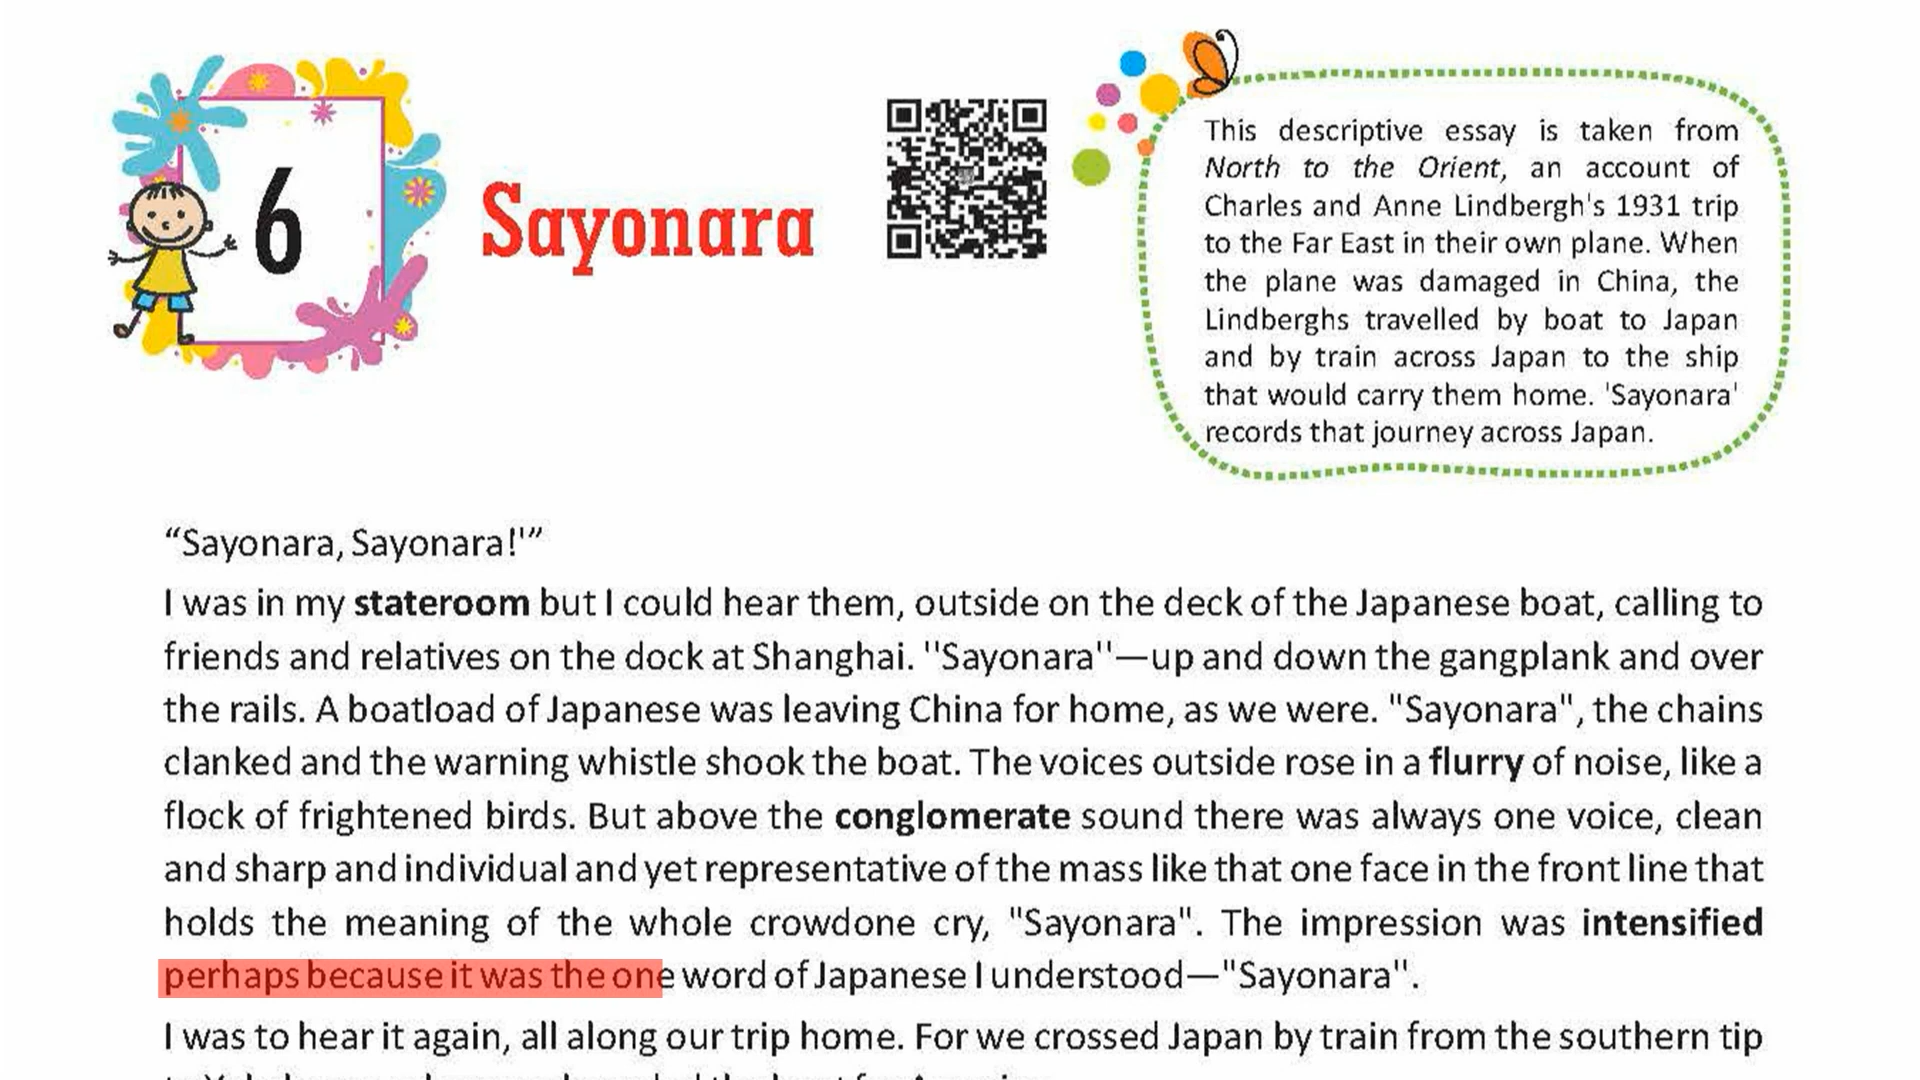 6
Sayonara
This descriptive essay is taken from
North to the Orient, an account of
Charles and Anne Lindbergh's 1931 trip
to the Far East in their own plane. When
the plane was damaged in China, the
Lindberghs travelled by boat to Japan
and by train across Japan to the ship
that would carry them home. 'Sayonara'
records that journey across Japan.
“Sayonara, Sayonara!'”
I was in my stateroom but I could hear them, outside on the deck of the Japanese boat, calling to
friends and relatives on the dock at Shanghai. ''Sayonara''—up and down the gangplank and over
the rails. A boatload of Japanese was leaving China for home, as we were. "Sayonara", the chains
clanked and the warning whistle shook the boat. The voices outside rose in a flurry of noise, like a
flock of frightened birds. But above the conglomerate sound there was always one voice, clean
and sharp and individual and yet representative of the mass like that one face in the front line that
holds the meaning of the whole crowdone cry, "Sayonara". The impression was intensified
perhaps because it was the one word of Japanese I understood—"Sayonara".
I was to hear it again, all along our trip home. For we crossed Japan by train from the southern tip